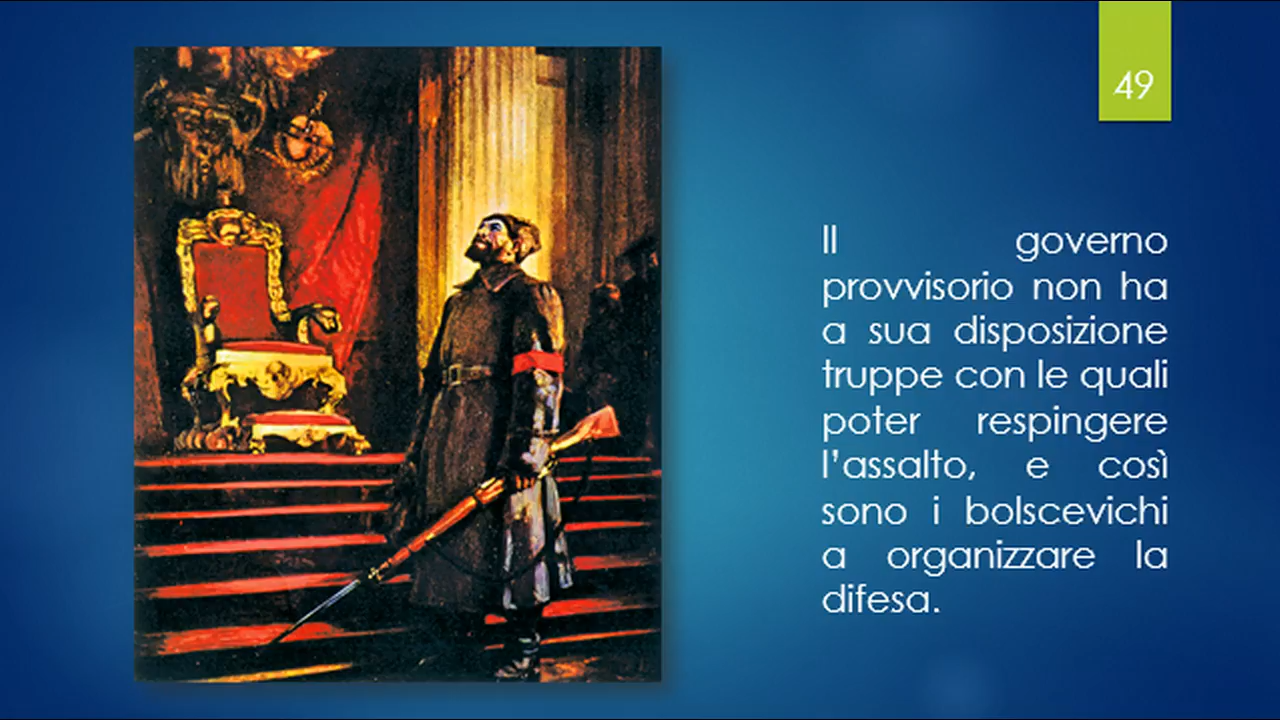 49
Il governo
provvisorio non ha
a sua disposizione
truppe con le quali
poter respingere
l'assalto, e così
sono i bolscevichi
a organizzare la
difesa.